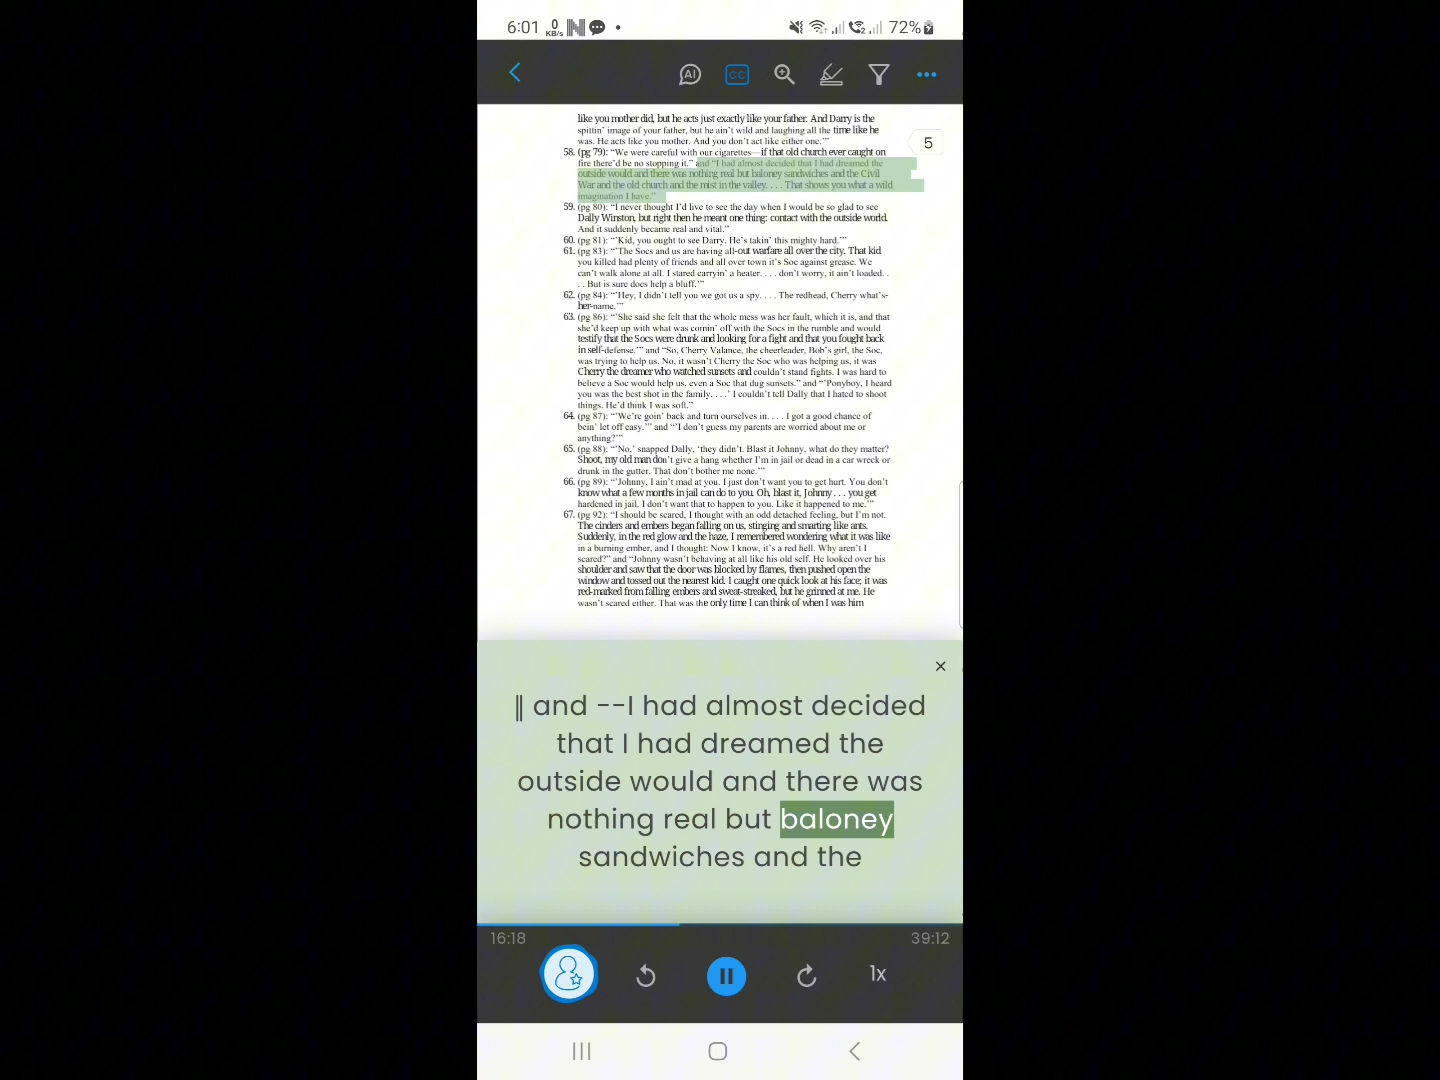 6:01 0 KB/s N 72%
AI CC
5
like you mother did, but he acts just exactly like your father. And Darry is the
spittin’ image of your father, but he ain’t wild and laughing all the time like he
was. He acts like you mother. And you don’t act like either one.’”
58. (pg 79): “We were careful with our cigarettes—if that old church ever caught on
fire there’d be no stopping it.” and “I had almost decided that I had dreamed the
outside would and there was nothing real but baloney sandwiches and the Civil
War and the old church and the mist in the valley. . . . That shows you what a wild
imagination I have.”
59. (pg 80): “I never thought I’d live to see the day when I would be so glad to see
Dally Winston, but right then he meant one thing: contact with the outside world.
And it suddenly became real and vital.”
60. (pg 81): “‘Kid, you ought to see Darry. He’s takin’ this mighty hard.’”
61. (pg 83): “‘The Socs and us are having all-out warfare all over the city. That kid
you killed had plenty of friends and all over town it’s Soc against grease. We
can’t walk alone at all. I stared carryin’ a heater. . . . don’t worry, it ain’t loaded. .
. . But is sure does help a bluff.’”
62. (pg 84): “‘Hey, I didn’t tell you we got us a spy. . . . The redhead, Cherry what’s-
her-name.’”
63. (pg 86): “‘She said she felt that the whole mess was her fault, which it is, and that
she’d keep up with what was comin’ off with the Socs in the rumble and would
testify that the Socs were drunk and looking for a fight and that you fought back
in self-defense.’” and “So, Cherry Valance, the cheerleader, Bob’s girl, the Soc,
was trying to help us. No, it wasn’t Cherry the Soc who was helping us, it was
Cherry the dreamer who watched sunsets and couldn’t stand fights. I was hard to
believe a Soc would help us, even a Soc that dug sunsets.” and “‘Ponyboy, I heard
you was the best shot in the family. . . .’ I couldn’t tell Dally that I hated to shoot
things. He’d think I was soft.”
64. (pg 87): “‘We’re goin’ back and turn ourselves in. . . . I got a good chance of
bein’ let off easy.’” and “‘I don’t guess my parents are worried about me or
anything?’”
65. (pg 88): “‘No,’ snapped Dally, ‘they didn’t. Blast it Johnny, what do they matter?
Shoot, my old man don’t give a hang whether I’m in jail or dead in a car wreck or
drunk in the gutter. That don’t bother me none.’”
66. (pg 89): “‘Johnny, I ain’t mad at you. I just don’t want you to get hurt. You don’t
know what a few months in jail can do to you. Oh, blast it, Johnny . . . you get
hardened in jail. I don’t want that to happen to you. Like it happened to me.’”
67. (pg 92): “I should be scared, I thought with an odd detached feeling, but I’m not.
The cinders and embers began falling on us, stinging and smarting like ants.
Suddenly, in the red glow and the haze, I remembered wondering what it was like
in a burning ember, and I thought: Now I know, it’s a red hell. Why aren’t I
scared?” and “Johnny wasn’t behaving at all like his old self. He looked over his
shoulder and saw that the door was blocked by flames, then pushed open the
window and tossed out the nearest kid. I caught one quick look at his face; it was
red-marked from falling embers and sweat-streaked, but he grinned at me. He
wasn’t scared either. That was the only time I can think of when I was him
‖ and --I had almost decided
that I had dreamed the
outside would and there was
nothing real but baloney
sandwiches and the
16:18 39:12
1x